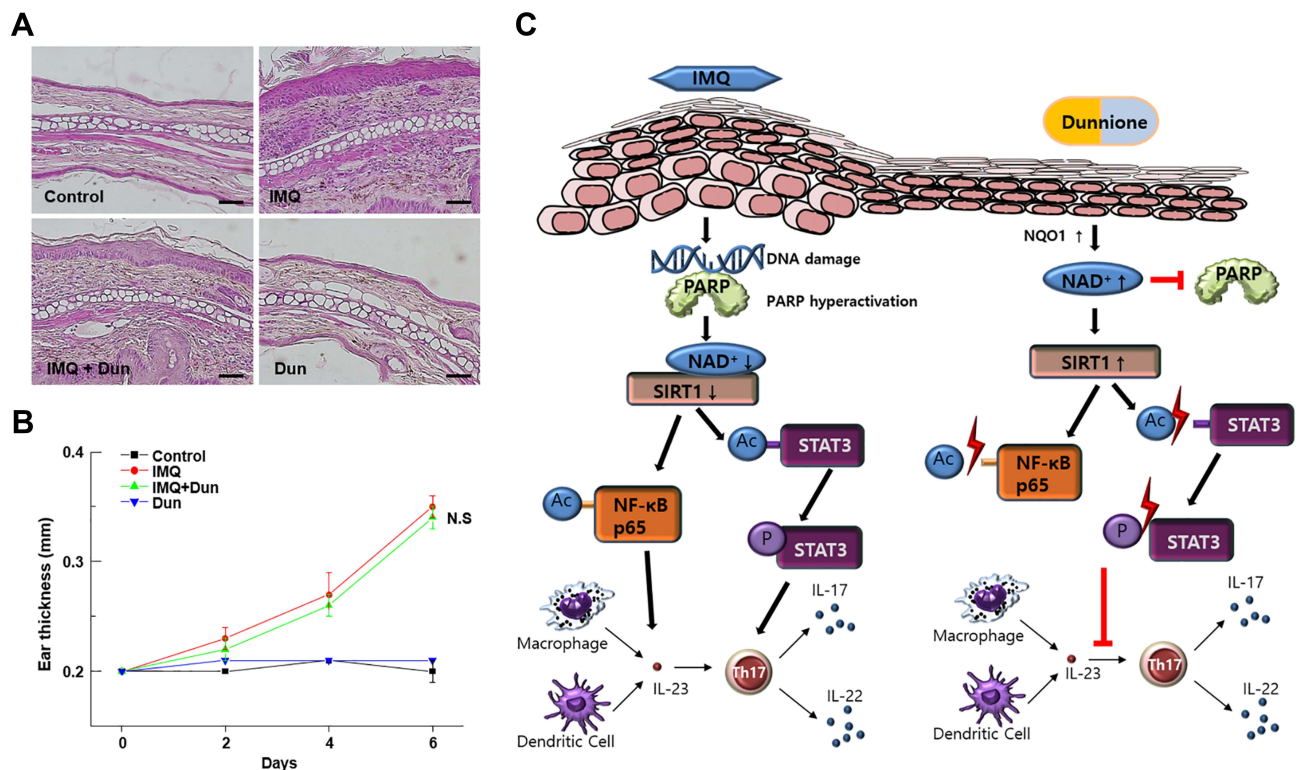 A
Control
IMQ
IMQ + Dun
Dun
B
Control
IMQ
IMQ+Dun
Dun
0.4
0.3
0.2
Ear thickness (mm)
N.S
0 2 4 6
Days
C
IMQ
Dunnione
DNA damage
PARP
PARP hyperactivation
NAD⁺ ↓
SIRT1 ↓
Ac
STAT3
Ac
NF-κB
p65
P
STAT3
Macrophage
IL-17
IL-23
Th17
IL-22
Dendritic Cell
NQO1 ↑
NAD⁺ ↑
PARP
SIRT1 ↑
Ac
STAT3
Ac
NF-κB
p65
P
STAT3
Macrophage
IL-17
IL-23
Th17
IL-22
Dendritic Cell